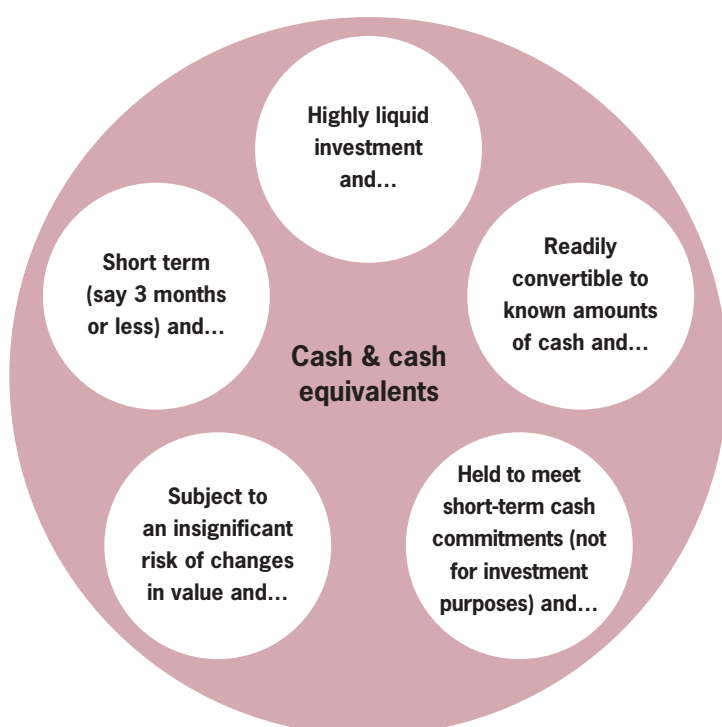 Highly liquid
investment
and...
Readily
convertible to
known amounts
of cash and...
Held to meet
short-term cash
commitments (not
for investment
purposes) and...
Subject to
an insignificant
risk of changes
in value and...
Short term
(say 3 months
or less) and...
Cash & cash
equivalents